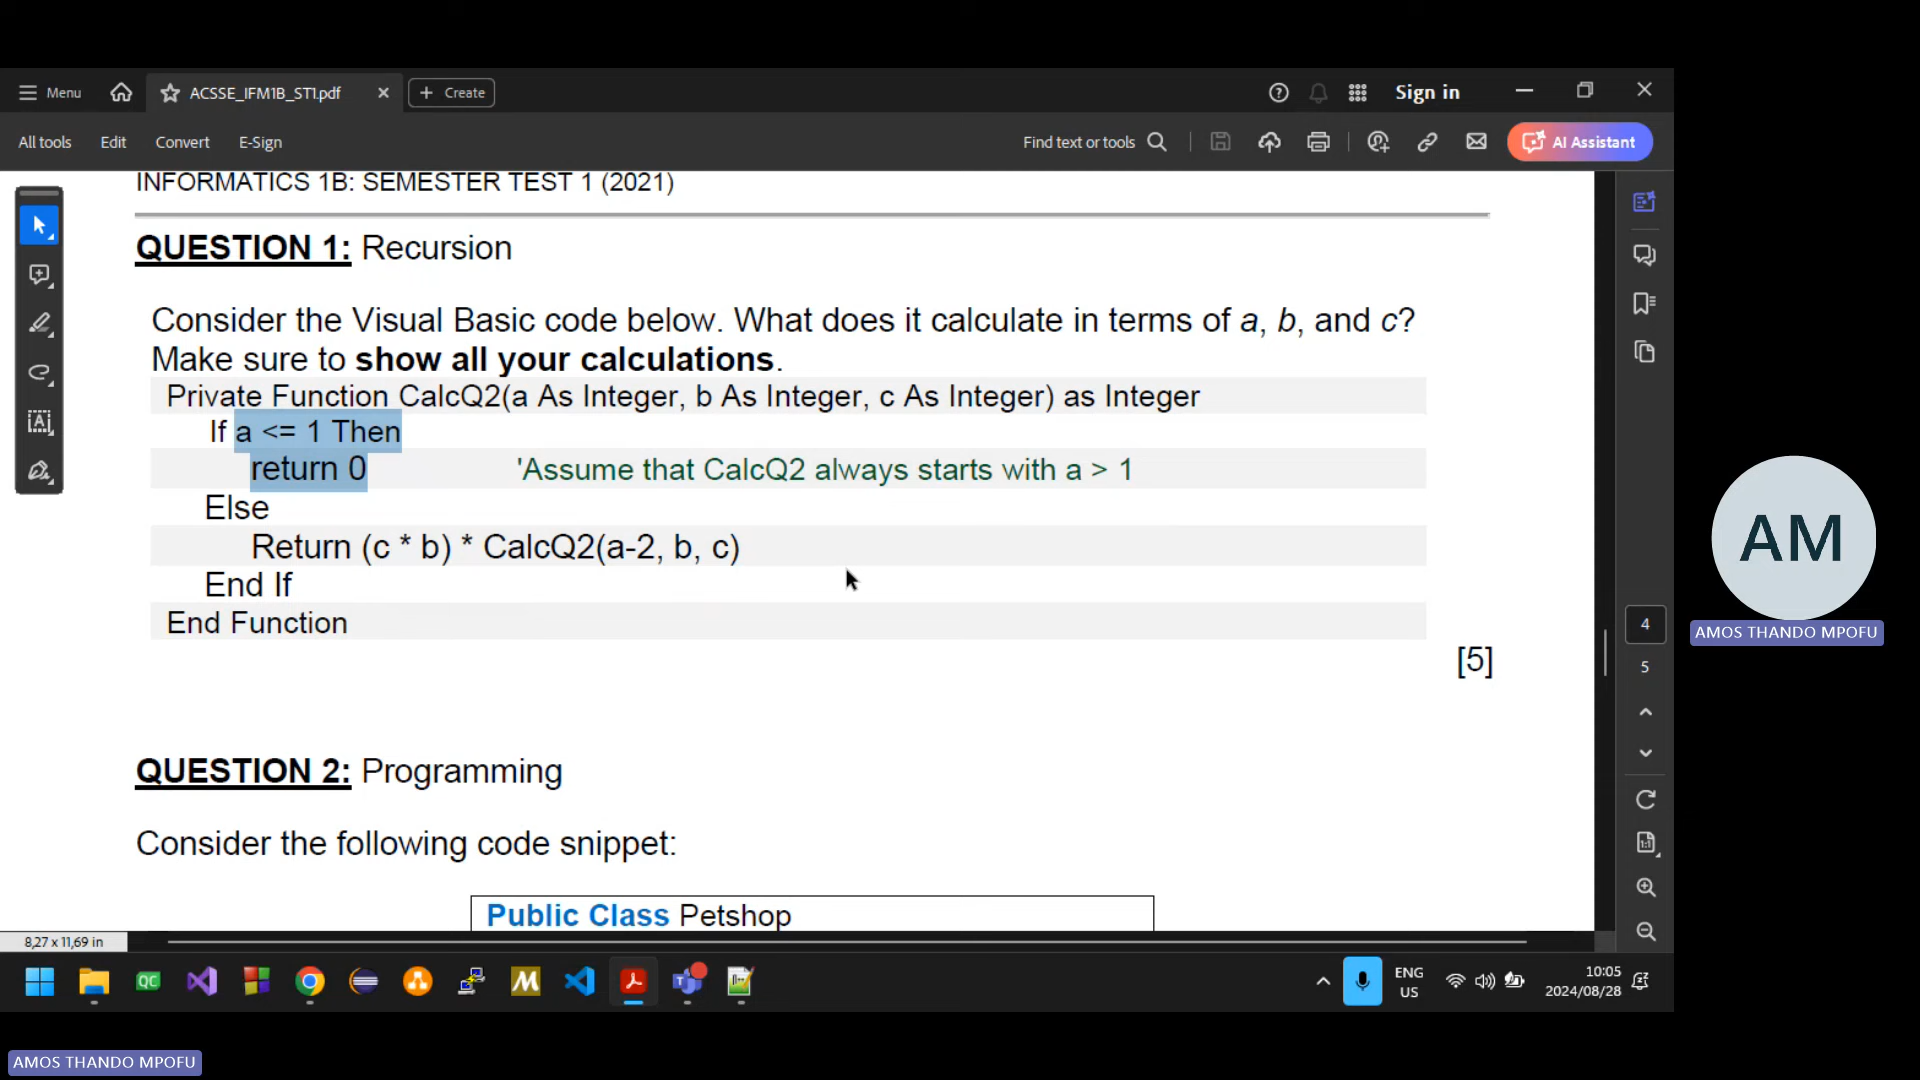 Menu
ACSSE_IFM1B_ST1.pdf
Create
Sign in
All tools
Edit
Convert
E-Sign
Find text or tools
AI Assistant
INFORMATICS 1B: SEMESTER TEST 1 (2021)
QUESTION 1: Recursion
Consider the Visual Basic code below. What does it calculate in terms of a, b, and c?
Make sure to show all your calculations.
Private Function CalcQ2(a As Integer, b As Integer, c As Integer) as Integer
If a <= 1 Then
return 0 'Assume that CalcQ2 always starts with a > 1
Else
Return (c * b) * CalcQ2(a-2, b, c)
End If
End Function
[5]
QUESTION 2: Programming
Consider the following code snippet:
Public Class Petshop
8,27 x 11,69 in
4
5
1:1
AM
AMOS THANDO MPOFU
QC
M
ENG
US
10:05
2024/08/28
AMOS THANDO MPOFU